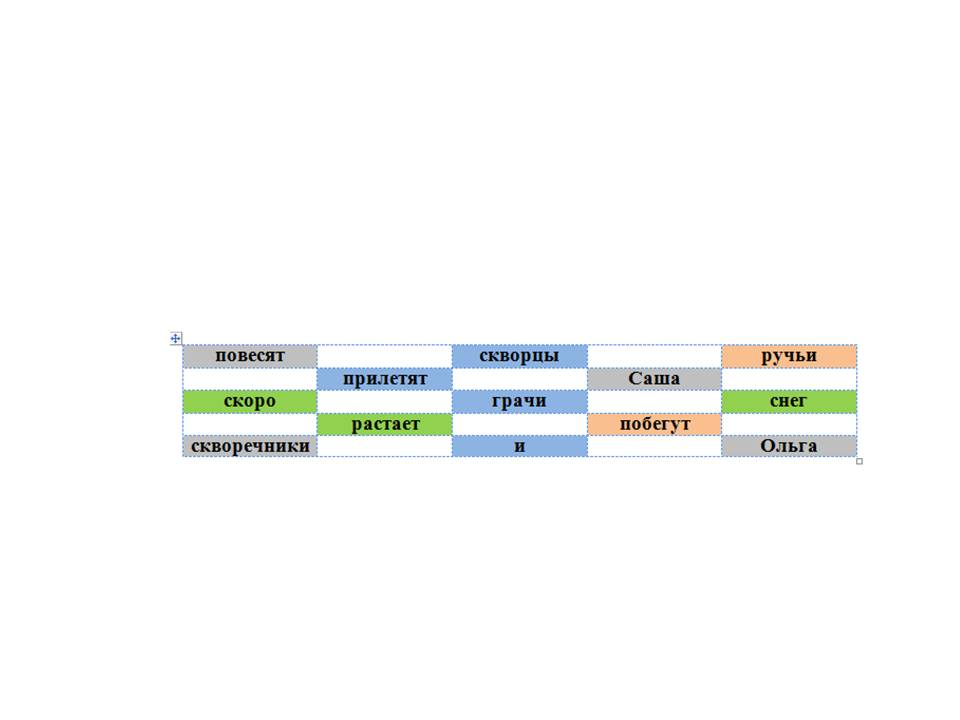 повесят скворцы ручьи
прилетят Саша
скоро грачи снег
растает побегут
скворечники и Ольга